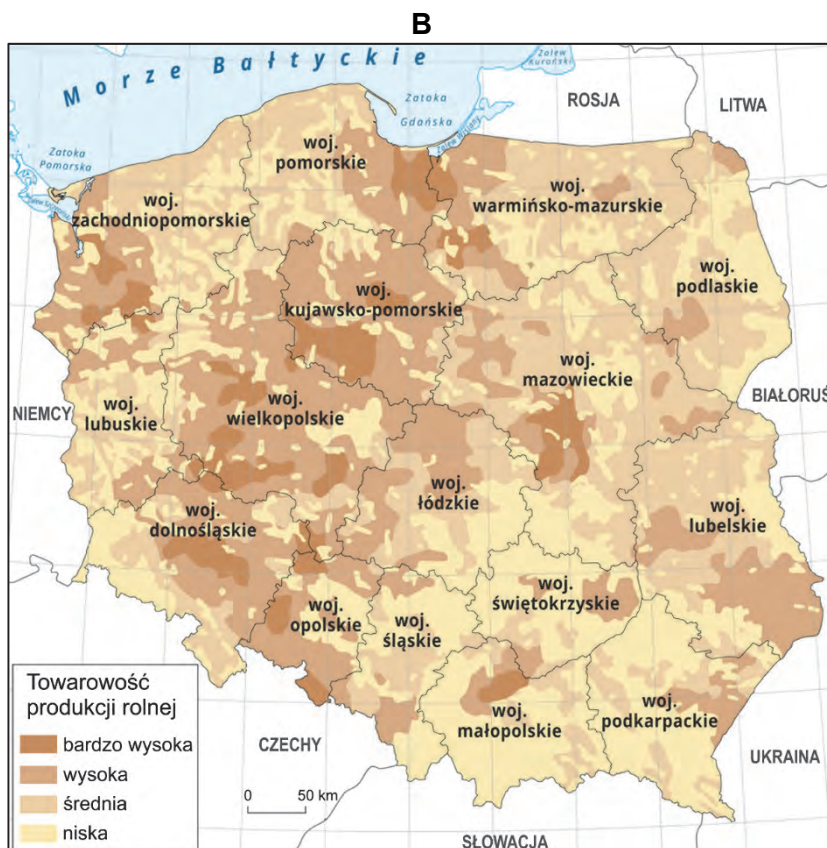 B
Morze Bałtyckie
Zalew
Kuroński
ROSJA
LITWA
Zatoka
Gdańska
Zalew Wiślany
Zatoka
Pomorska
woj.
pomorskie
woj.
warmińsko-mazurskie
woj.
zachodniopomorskie
woj.
podlaskie
woj.
kujawsko-pomorskie
woj.
mazowieckie
BIAŁORUŚ
NIEMCY
woj.
lubuskie
woj.
wielkopolskie
woj.
łódzkie
woj.
lubelskie
woj.
dolnośląskie
woj.
opolskie
woj.
śląskie
woj.
świętokrzyskie
woj.
małopolskie
woj.
podkarpackie
CZECHY
UKRAINA
SŁOWACJA
Towarowość
produkcji rolnej
bardzo wysoka
wysoka
średnia
niska
0 50 km